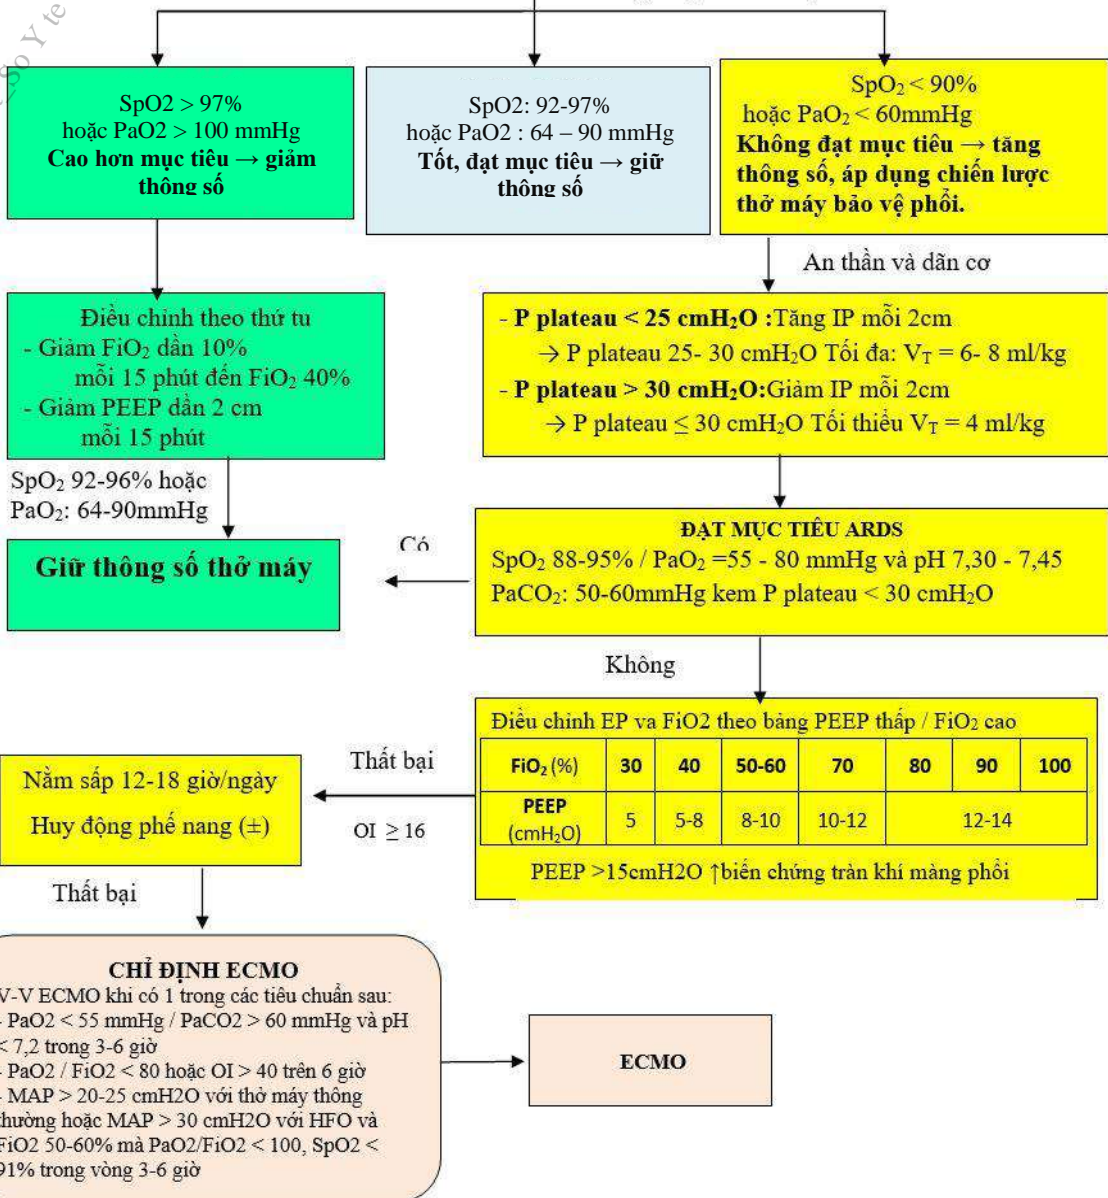 So Y te
SpO2 > 97%
hoặc PaO2 > 100 mmHg
Cao hơn mục tiêu → giảm
thông số
SpO2: 92-97%
hoặc PaO2 : 64 – 90 mmHg
Tốt, đạt mục tiêu → giữ
thông số
SpO₂ < 90%
hoặc PaO₂ < 60mmHg
Không đạt mục tiêu → tăng
thông số, áp dụng chiến lược
thở máy bảo vệ phổi.
An thần và dãn cơ
Điều chỉnh theo thứ tu
- Giảm FiO₂ dần 10%
mỗi 15 phút đến FiO₂ 40%
- Giảm PEEP dần 2 cm
mỗi 15 phút
- P plateau < 25 cmH₂O :Tăng IP mỗi 2cm
→ P plateau 25- 30 cmH₂O Tối đa: V_T = 6- 8 ml/kg
- P plateau > 30 cmH₂O:Giảm IP mỗi 2cm
→ P plateau ≤ 30 cmH₂O Tối thiểu V_T = 4 ml/kg
SpO₂ 92-96% hoặc
PaO₂: 64-90mmHg
Giữ thông số thở máy
Có
ĐẠT MỤC TIÊU ARDS
SpO₂ 88-95% / PaO₂ =55 - 80 mmHg và pH 7,30 - 7,45
PaCO₂: 50-60mmHg kem P plateau < 30 cmH₂O
Không
Điều chỉnh EP va FiO2 theo bảng PEEP thấp / FiO₂ cao
FiO₂ (%) 30 40 50-60 70 80 90 100
PEEP
(cmH₂O) 5 5-8 8-10 10-12 12-14
PEEP >15cmH2O ↑biến chứng tràn khí màng phổi
Thất bại
OI ≥ 16
Nằm sấp 12-18 giờ/ngày
Huy động phế nang (±)
Thất bại
CHỈ ĐỊNH ECMO
V-V ECMO khi có 1 trong các tiêu chuẩn sau:
- PaO2 < 55 mmHg / PaCO2 > 60 mmHg và pH
< 7,2 trong 3-6 giờ
- PaO2 / FiO2 < 80 hoặc OI > 40 trên 6 giờ
- MAP > 20-25 cmH2O với thở máy thông
thường hoặc MAP > 30 cmH2O với HFO và
FiO2 50-60% mà PaO2/FiO2 < 100, SpO2 <
91% trong vòng 3-6 giờ
ECMO